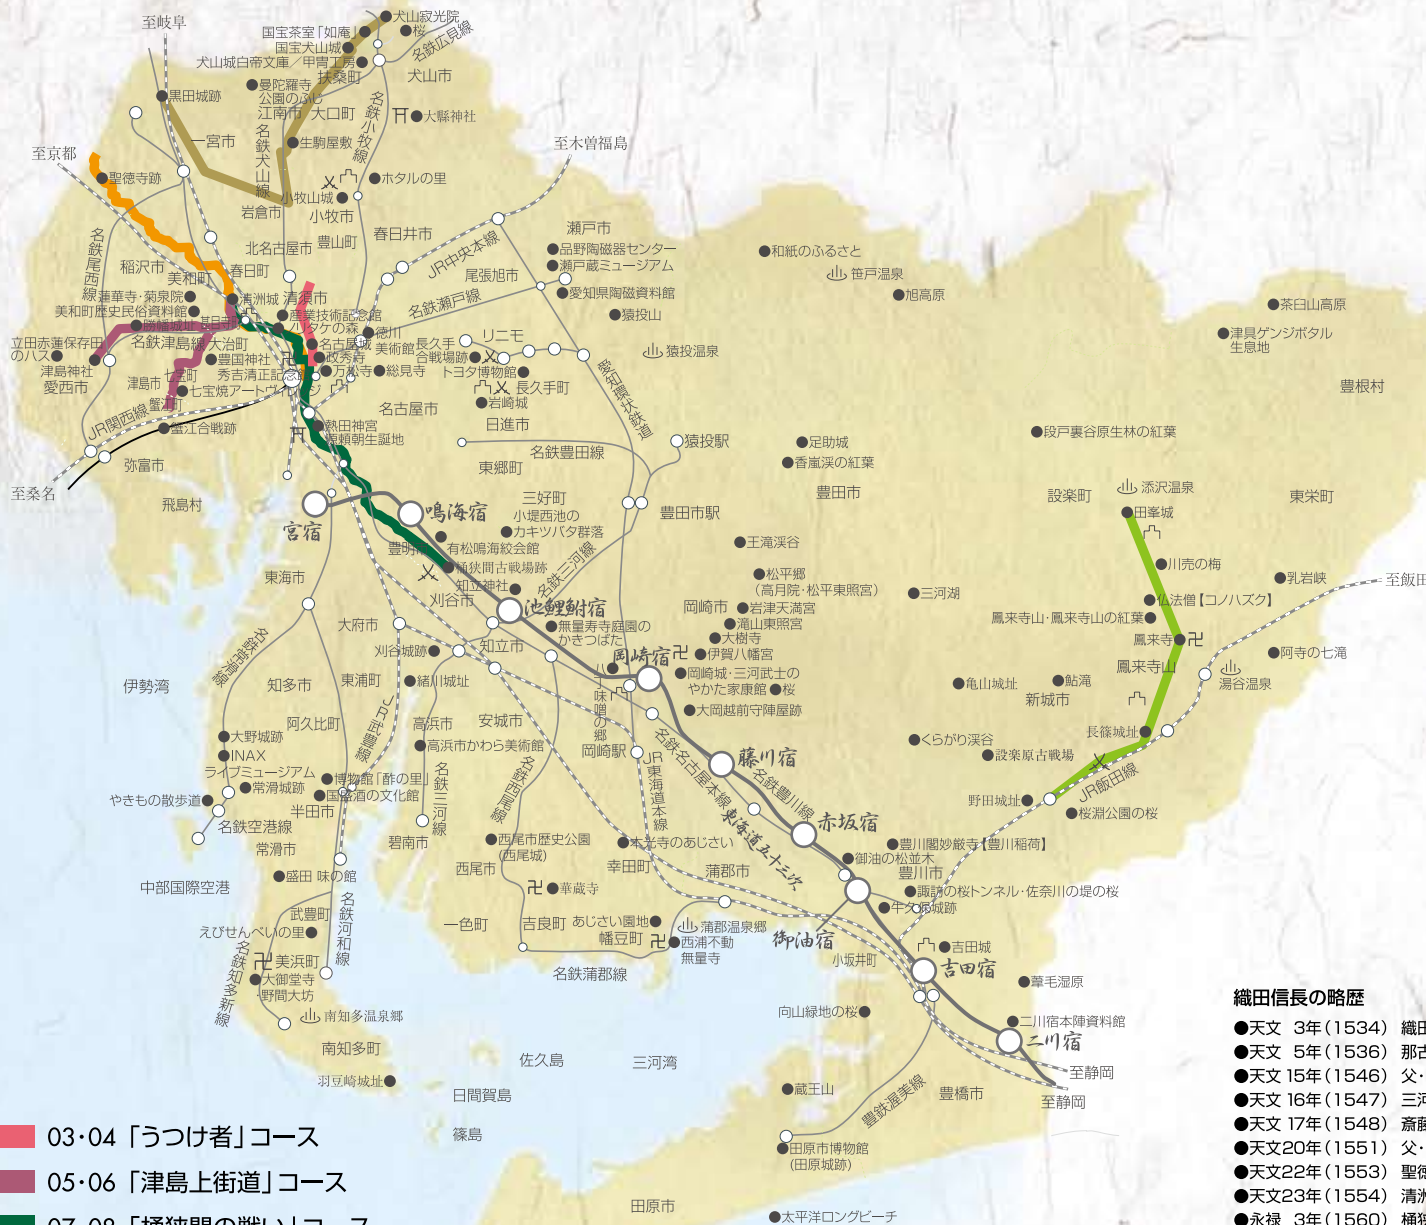 至岐阜
犬山寂光院
国宝茶室「如庵」
桜
国宝犬山城
名鉄広見線
犬山城白帝文庫／甲冑工房
扶桑町
犬山市
黒田城跡
曼陀羅寺
公園のふじ
江南市
大口町
名鉄小牧線
大縣神社
一宮市
名鉄犬山線
生駒屋敷
至木曽福島
至京都
聖徳寺跡
ホタルの里
小牧山城
岩倉市
小牧市
名鉄尾西線
北名古屋市
豊山町
春日井市
JR中央本線
瀬戸市
品野陶磁器センター
瀬戸蔵ミュージアム
和紙のふるさと
笹戸温泉
稲沢市
美和町
春日町
尾張旭市
愛知県陶磁資料館
旭高原
蓮華寺・菊泉院
清洲城
清須市
名鉄瀬戸線
茶臼山高原
美和町歴史民俗資料館
産業技術記念館
猿投山
勝幡城址
甚目寺町
ノリタケの森
徳川
美術館
リニモ
津具ゲンジボタル
生息地
立田赤蓮保存田
のハス
名鉄津島線
大治町
名古屋城
長久手
合戦場跡
猿投温泉
津島神社
豊国神社
政秀寺
トヨタ博物館
愛西市
津島市
七宝町
秀吉清正記念館
万松寺
総見寺
長久手町
愛知環状鉄道
豊根村
七宝焼アートヴィレッジ
蟹江町
名古屋市
岩崎城
JR関西線
蟹江合戦跡
熱田神宮
源頼朝生誕地
日進市
猿投駅
足助城
段戸裏谷原生林の紅葉
弥富市
東郷町
名鉄豊田線
香嵐渓の紅葉
至桑名
飛島村
三好町
豊田市
設楽町
添沢温泉
東栄町
宮宿
鳴海宿
小堤西池の
カキツバタ群落
豊田市駅
田峯城
有松鳴海絞会館
王滝渓谷
桶狭間古戦場跡
川売の梅
東海市
知立神社
名鉄三河線
松平郷
(高月院・松平東照宮)
乳岩峡
至飯田
刈谷市
池鯉鮒宿
岡崎市
岩津天満宮
三河湖
仏法僧【コノハズク】
大府市
無量寿寺庭園の
かきつばた
滝山東照宮
鳳来寺山・鳳来寺山の紅葉
刈谷城跡
知立市
大樹寺
鳳来寺
伊賀八幡宮
阿寺の七滝
岡崎宿
鳳来寺山
伊勢湾
知多市
東浦町
緒川城址
岡崎城・三河武士の
やかた家康館
桜
亀山城址
鮎滝
湯谷温泉
阿久比町
JR武豊線
高浜市
安城市
八丁味噌の郷
大岡越前守陣屋跡
新城市
大野城跡
高浜市かわら美術館
岡崎駅
くらがり渓谷
長篠城址
INAX
ライブミュージアム
設楽原古戦場
名鉄三河線
名鉄西尾線
JR東海道本線
名鉄名古屋本線
藤川宿
JR飯田線
常滑城跡
博物館「酢の里」
国盛酒の文化館
名鉄豊川線
野田城址
やきもの散歩道
半田市
桜淵公園の桜
名鉄空港線
碧南市
西尾市歴史公園
(西尾城)
本光寺のあじさい
東海道五十三次
赤坂宿
豊川閣妙厳寺【豊川稲荷】
常滑市
西尾市
幸田町
蒲郡市
御油の松並木
豊川市
中部国際空港
盛田 味の館
華蔵寺
諏訪の桜トンネル・佐奈川の堤の桜
武豊町
名鉄河和線
牛久保城跡
えびせんべいの里
一色町
吉良町
あじさい園地
幡豆町
蒲郡温泉郷
西浦不動
無量寺
御油宿
吉田城
名鉄知多新線
美浜町
大御堂寺
・野間大坊
名鉄蒲郡線
小坂井町
吉田宿
葦毛湿原
南知多温泉郷
向山緑地の桜
二川宿本陣資料館
二川宿
南知多町
佐久島
三河湾
羽豆崎城址
日間賀島
蔵王山
豊鉄渥美線
豊橋市
至静岡
至静岡
篠島
田原市博物館
(田原城跡)
田原市
太平洋ロングビーチ
03・04「うつけ者」コース
05・06「津島上街道」コース
織田信長の略歴
●天文 3年(1534) 織田
●天文 5年(1536) 那古
●天文15年(1546) 父・
●天文16年(1547) 三河
●天文17年(1548) 斎藤
●天文20年(1551) 父・
●天文22年(1553) 聖徳
●天文23年(1554) 清洲
●永禄 3年(1560) 桶狭